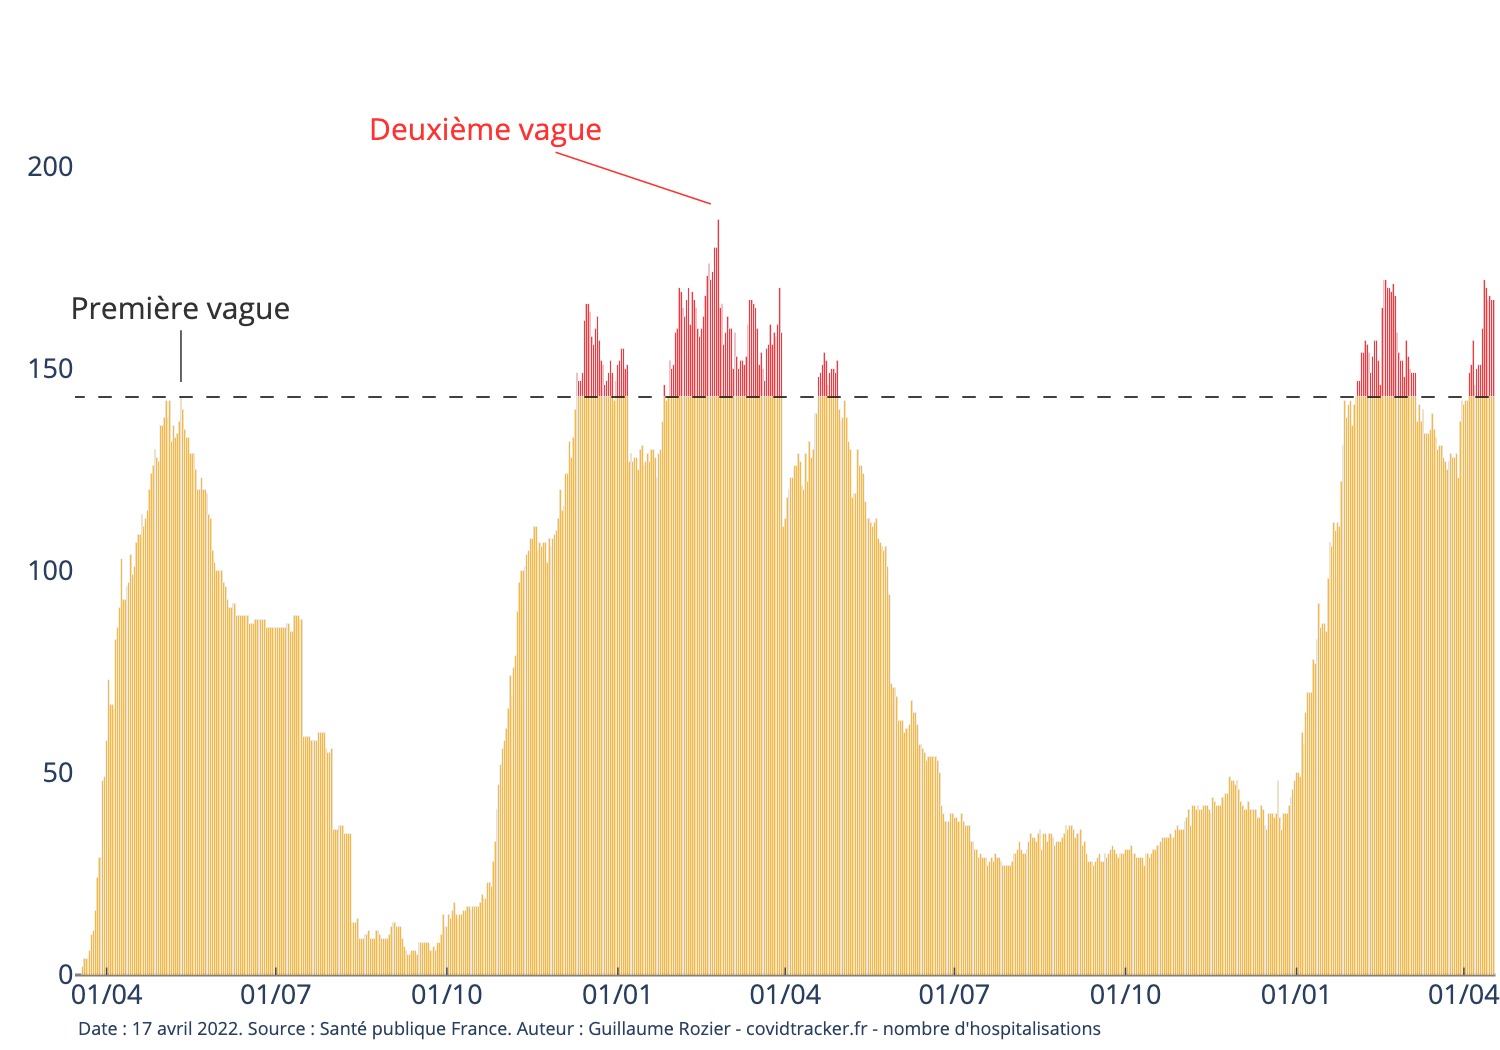 Deuxième vague
200
Première vague
150
100
50
0
01/04 01/07 01/10 01/01 01/04 01/07 01/10 01/01 01/04
Date : 17 avril 2022. Source : Santé publique France. Auteur : Guillaume Rozier - covidtracker.fr - nombre d'hospitalisations